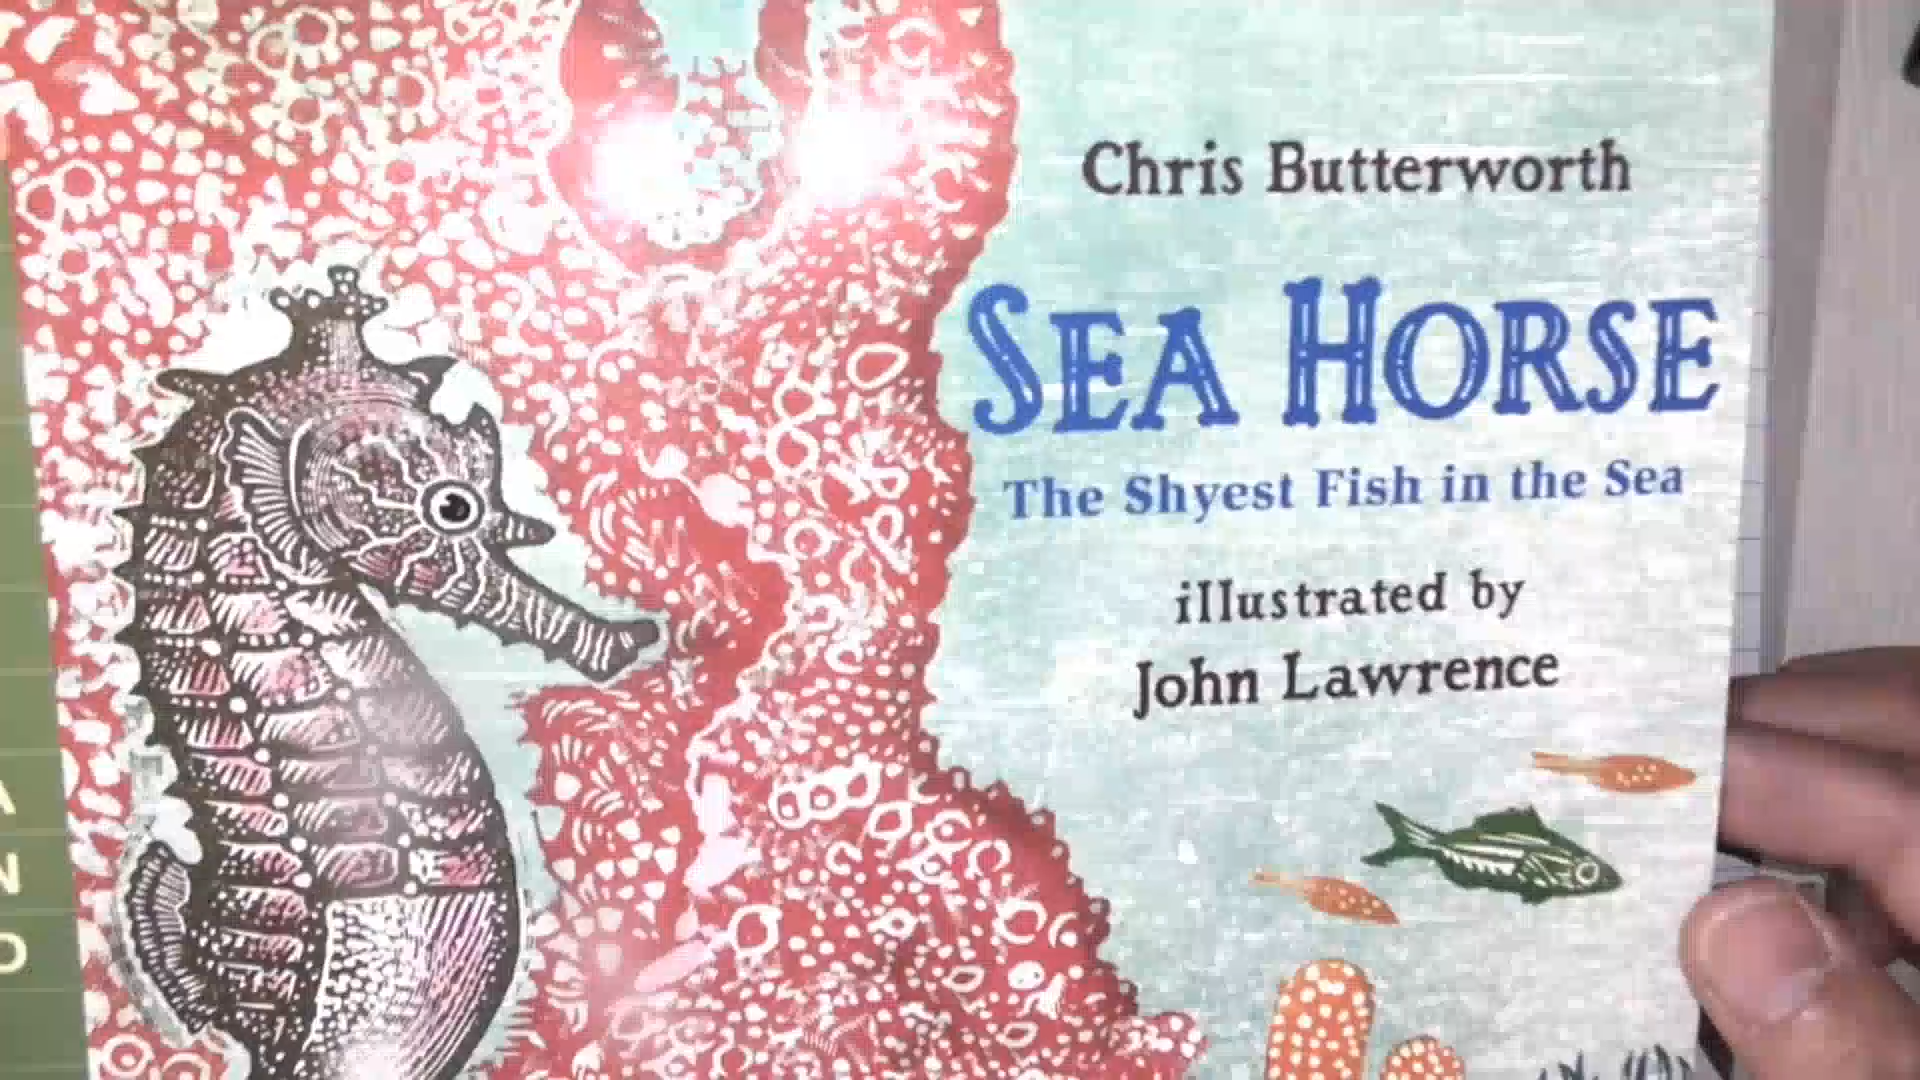 Chris Butterworth
SEA HORSE
The Shyest Fish in the Sea
illustrated by
John Lawrence
A
N
D